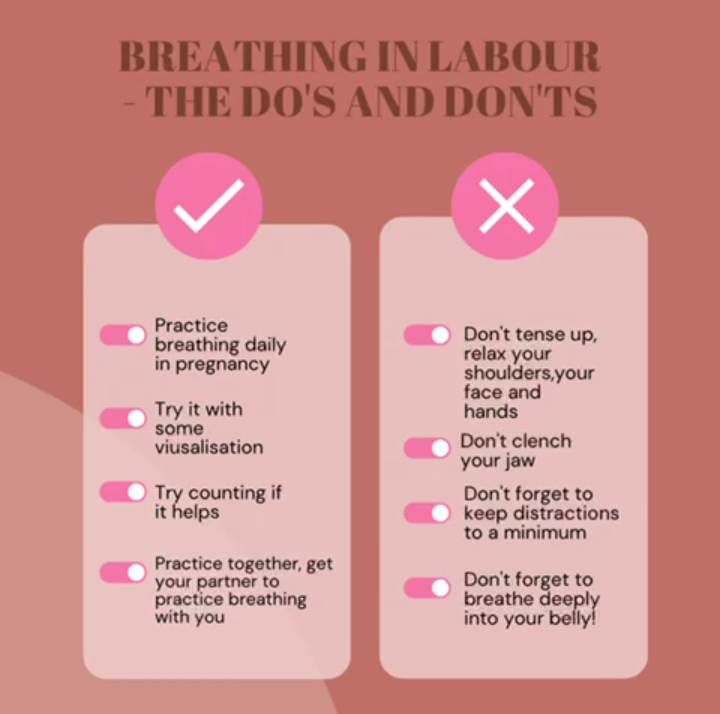 BREATHING IN LABOUR
- THE DO'S AND DON'TS
Practice
breathing daily
in pregnancy
Try it with
some
viusalisation
Try counting if
it helps
Practice together, get
your partner to
practice breathing
with you
Don't tense up,
relax your
shoulders,your
face and
hands
Don't clench
your jaw
Don't forget to
keep distractions
to a minimum
Don't forget to
breathe deeply
into your belly!